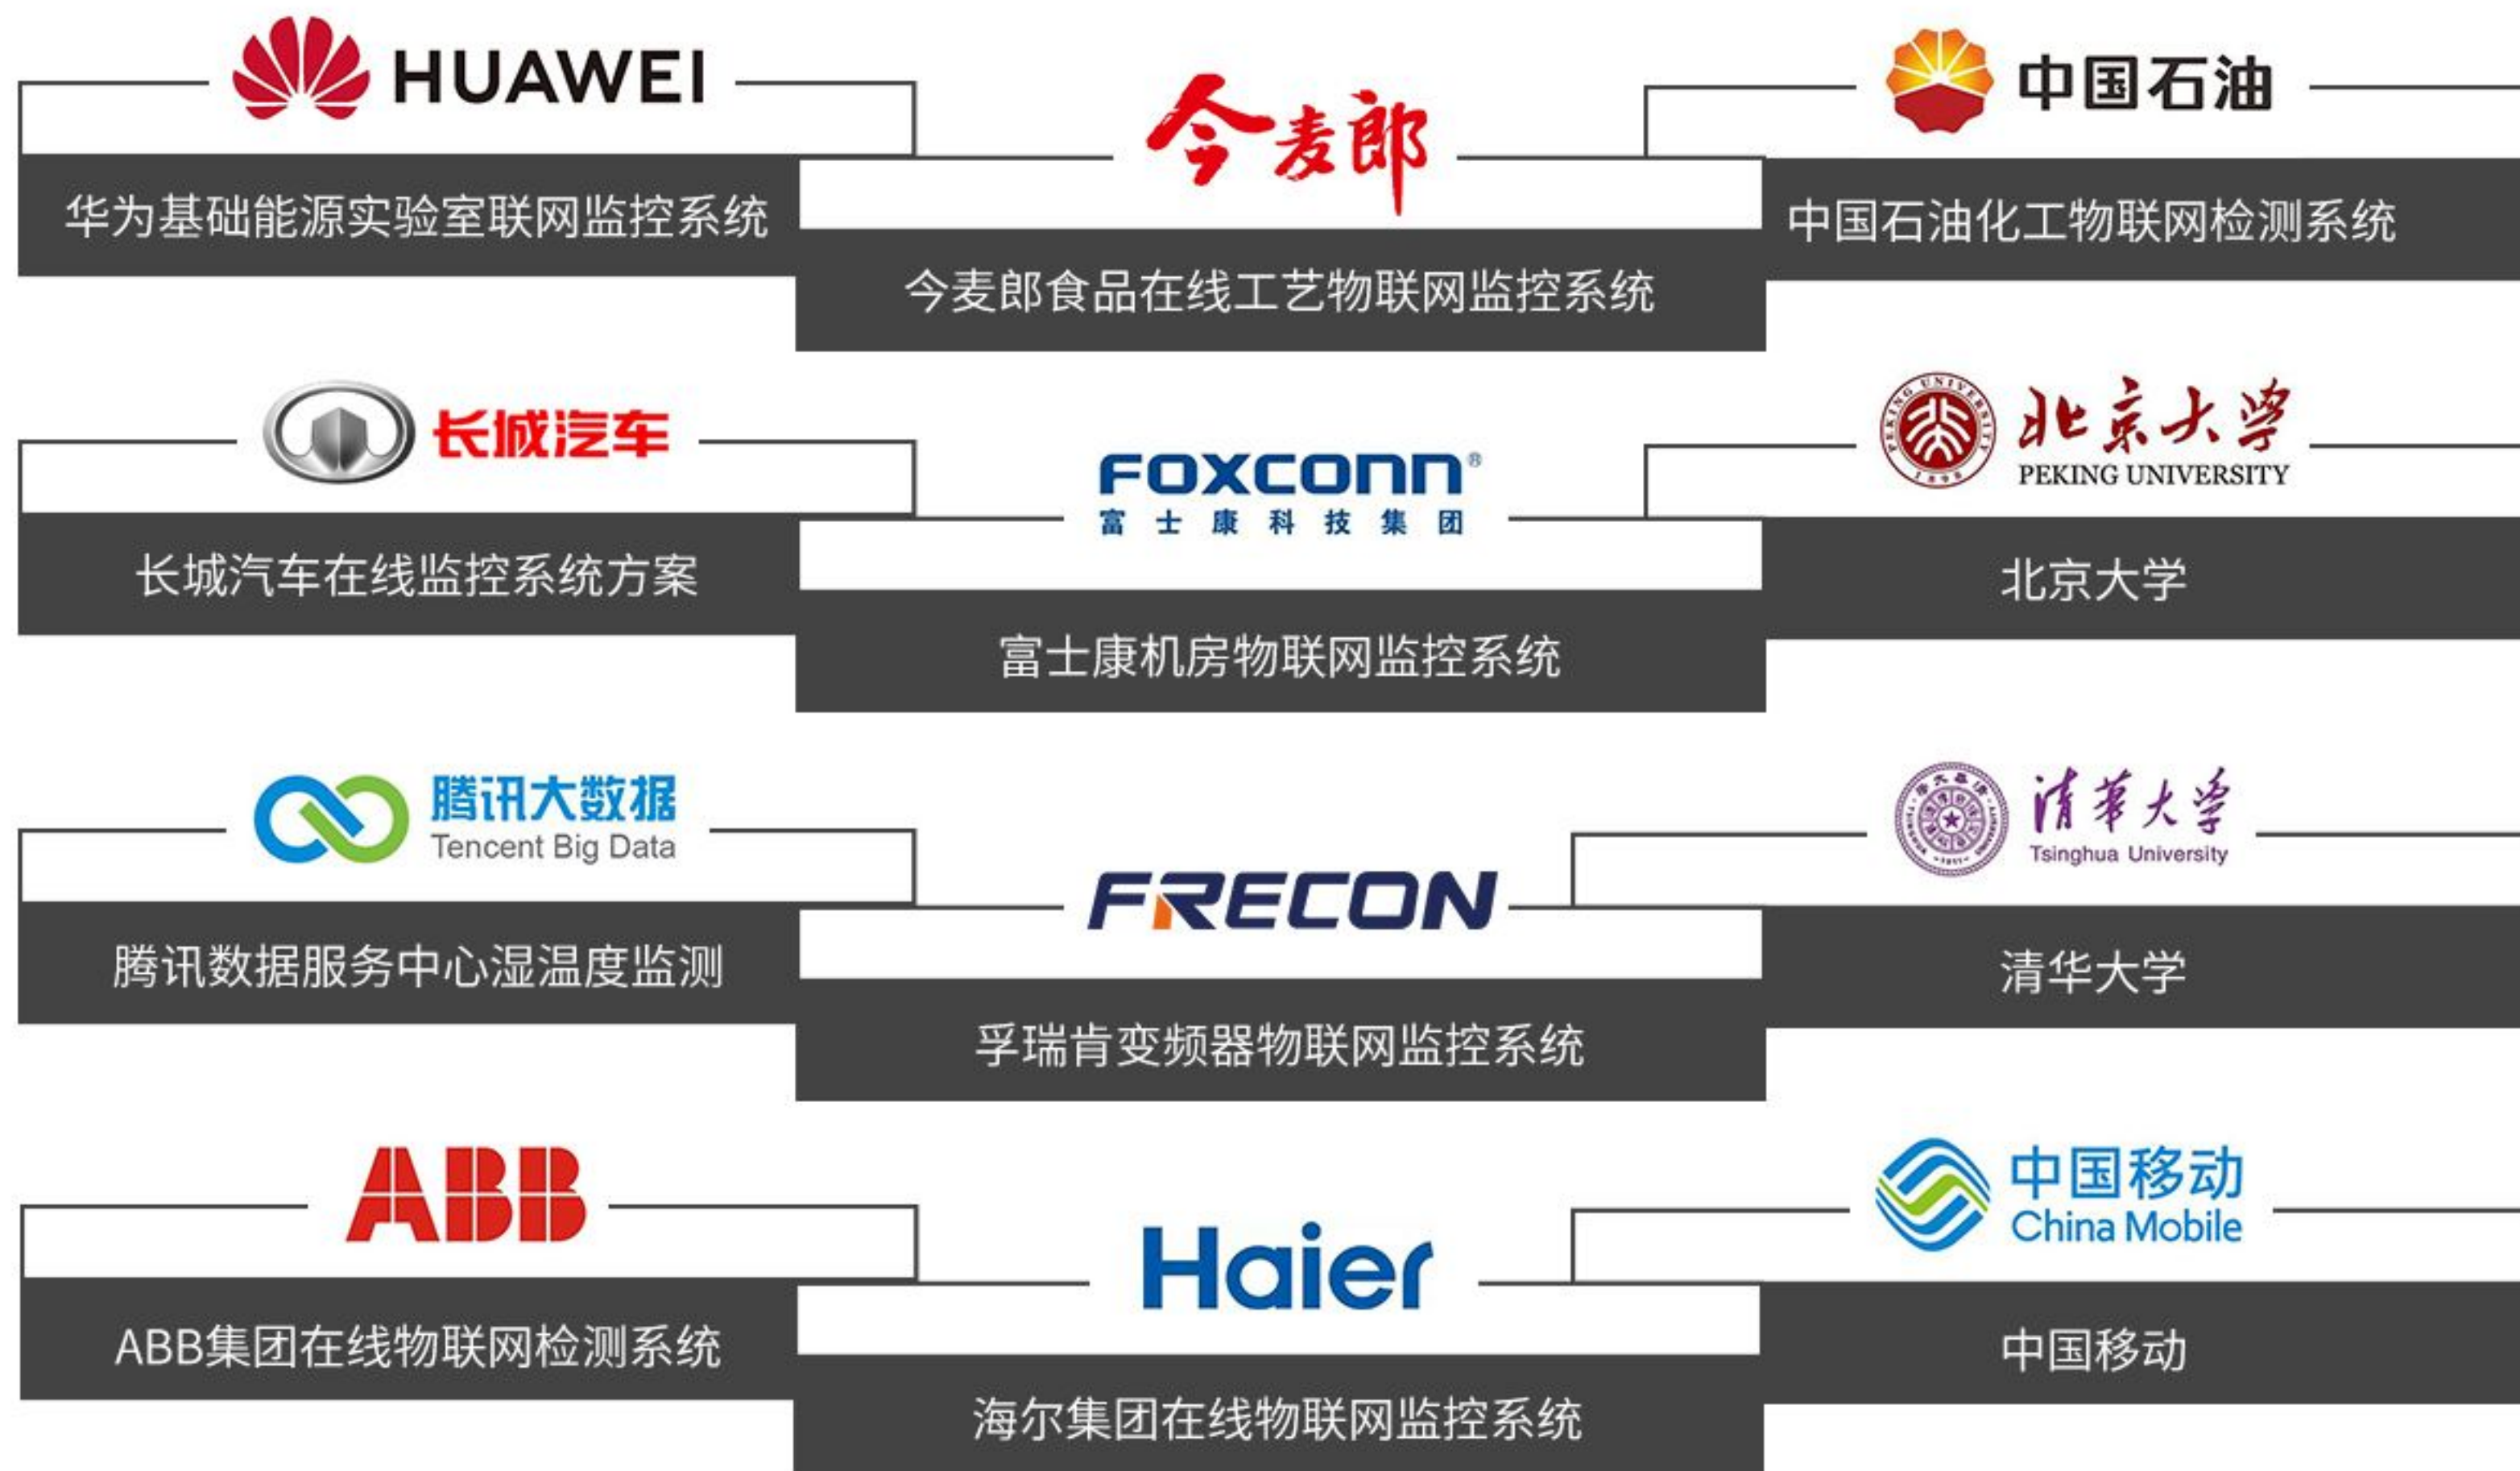 HUAWEI
华为基础能源实验室联网监控系统
今麦郎
今麦郎食品在线工艺物联网监控系统
中国石油
中国石油化工物联网检测系统
长城汽车
长城汽车在线监控系统方案
FOXCONN®
富士康科技集团
富士康机房物联网监控系统
PEKING UNIVERSITY
1898
北京大学
PEKING UNIVERSITY
北京大学
腾讯大数据
Tencent Big Data
腾讯数据服务中心湿温度监测
FRECON
孚瑞肯变频器物联网监控系统
清華大学
Tsinghua University
清华大学
ABB
ABB集团在线物联网检测系统
Haier
海尔集团在线物联网监控系统
中国移动
China Mobile
中国移动